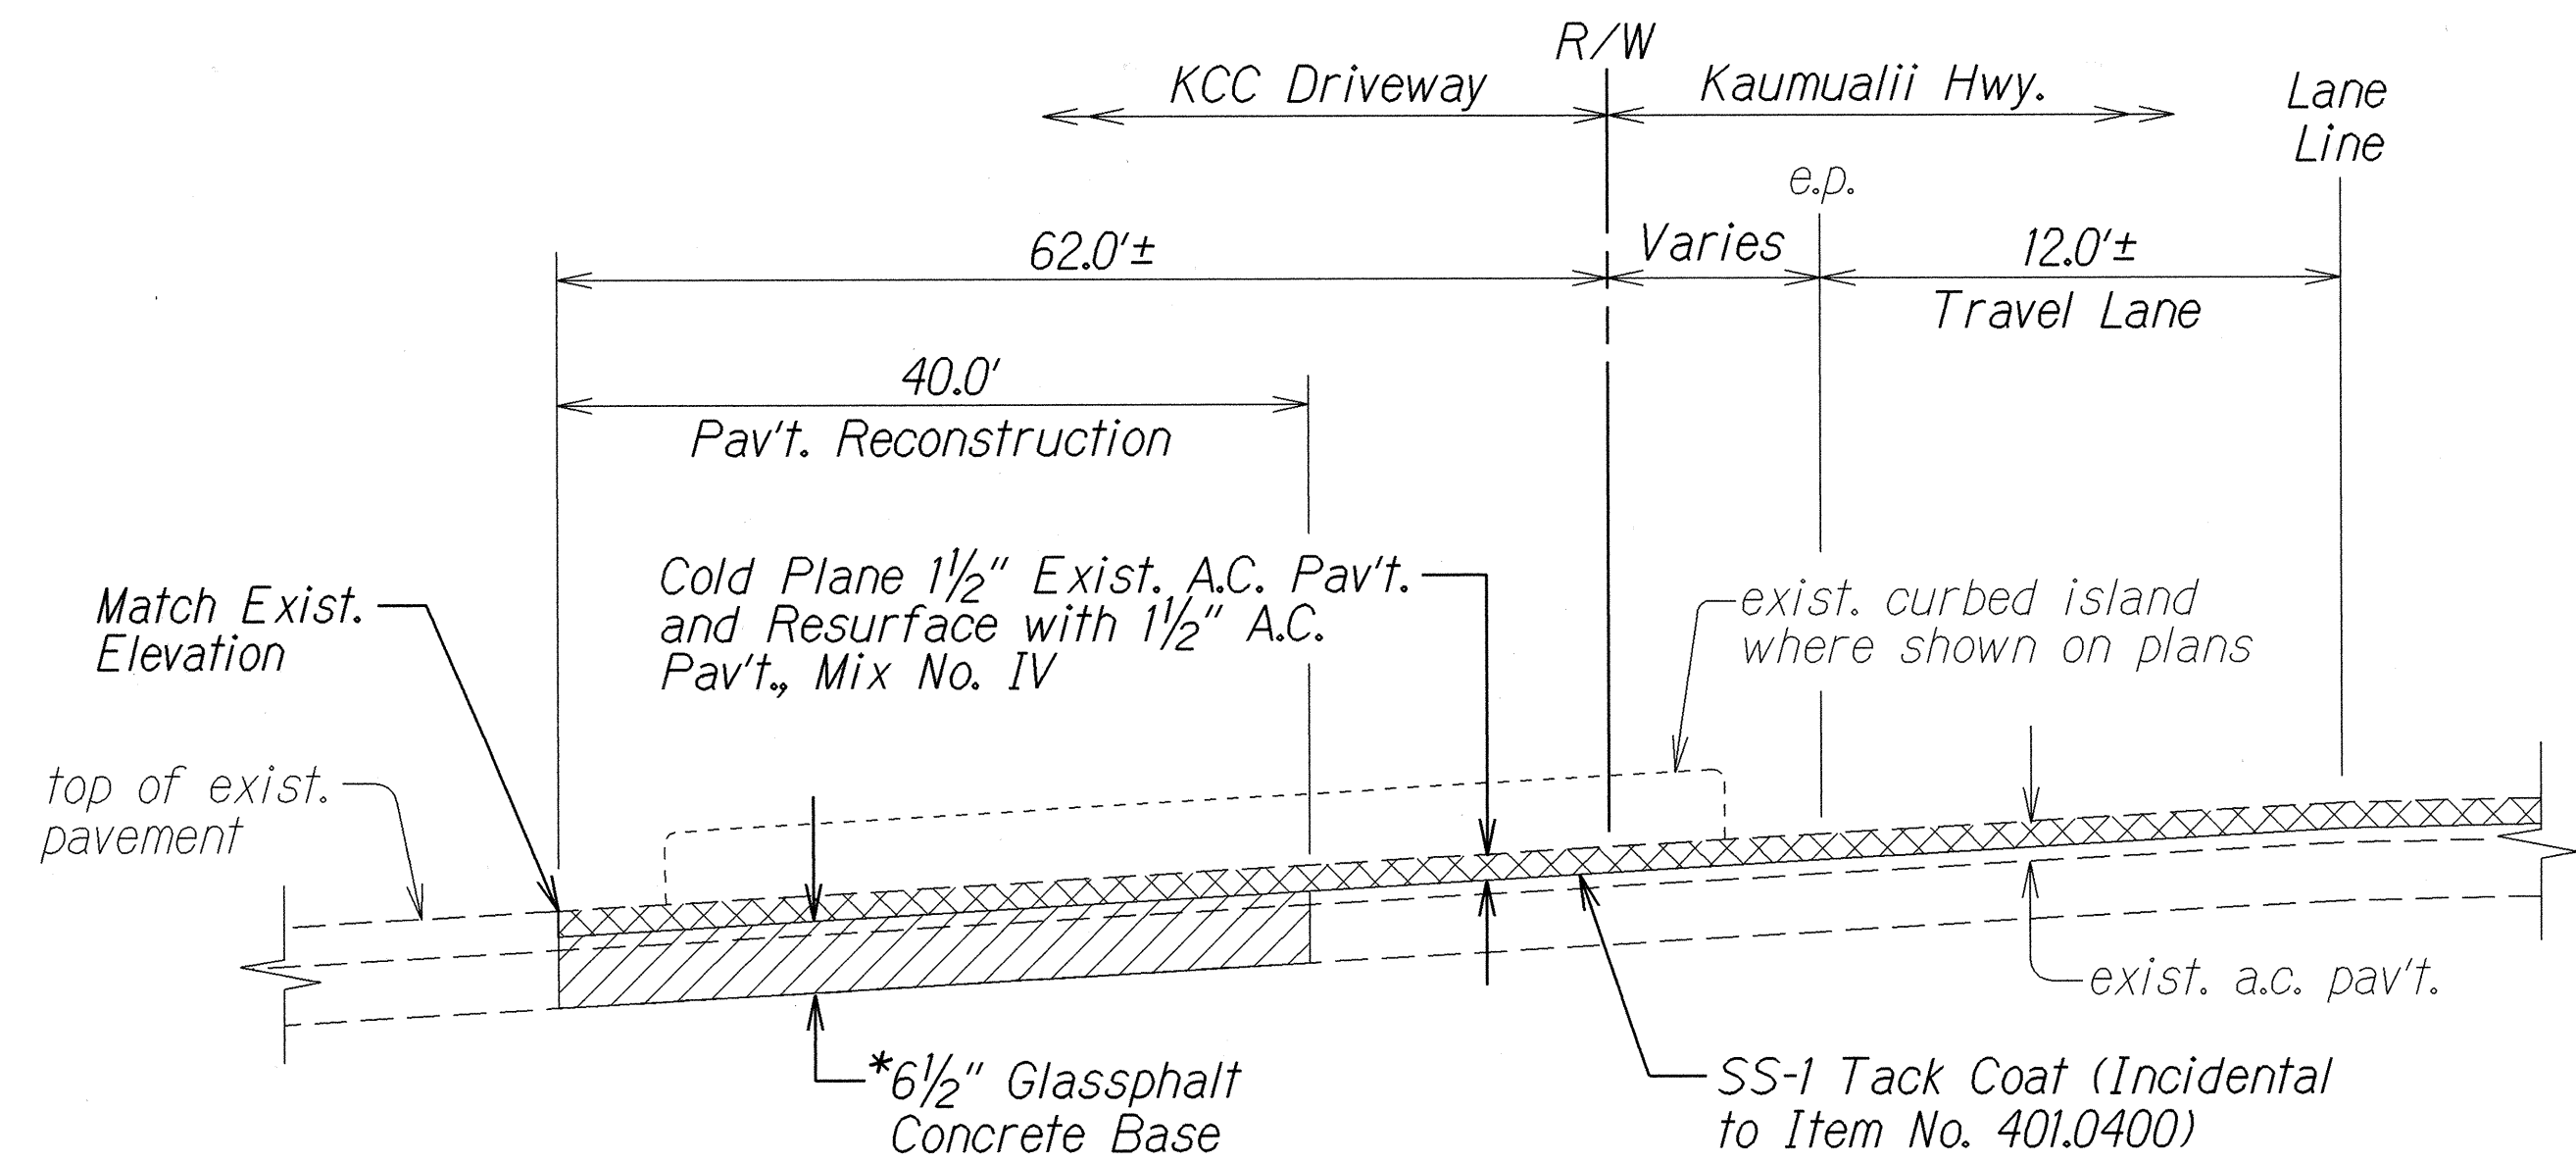 R/W
KCC Driveway
Kaumualii Hwy.
Lane
Line
e.p.
62.0'±
Varies
12.0'±
Travel Lane
40.0'
Pav't. Reconstruction
Cold Plane 1½" Exist. A.C. Pav't.
and Resurface with 1½" A.C.
Pav't., Mix No. IV
Match Exist.
Elevation
exist. curbed island
where shown on plans
top of exist.
pavement
exist. a.c. pav't.
*6½" Glassphalt
Concrete Base
SS-1 Tack Coat (Incidental
to Item No. 401.0400)